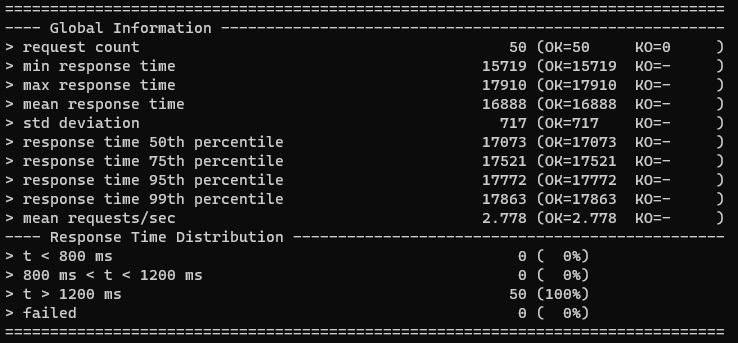 ================================================================================
---- Global Information --------------------------------------------------------
> request count                                         50 (OK=50     KO=0     )
> min response time                                  15719 (OK=15719  KO=-     )
> max response time                                  17910 (OK=17910  KO=-     )
> mean response time                                 16888 (OK=16888  KO=-     )
> std deviation                                        717 (OK=717    KO=-     )
> response time 50th percentile                      17073 (OK=17073  KO=-     )
> response time 75th percentile                      17521 (OK=17521  KO=-     )
> response time 95th percentile                      17772 (OK=17772  KO=-     )
> response time 99th percentile                      17863 (OK=17863  KO=-     )
> mean requests/sec                                  2.778 (OK=2.778  KO=-     )
---- Response Time Distribution ------------------------------------------------
> t < 800 ms                                             0 (  0%)
> 800 ms < t < 1200 ms                                   0 (  0%)
> t > 1200 ms                                           50 (100%)
> failed                                                 0 (  0%)
================================================================================